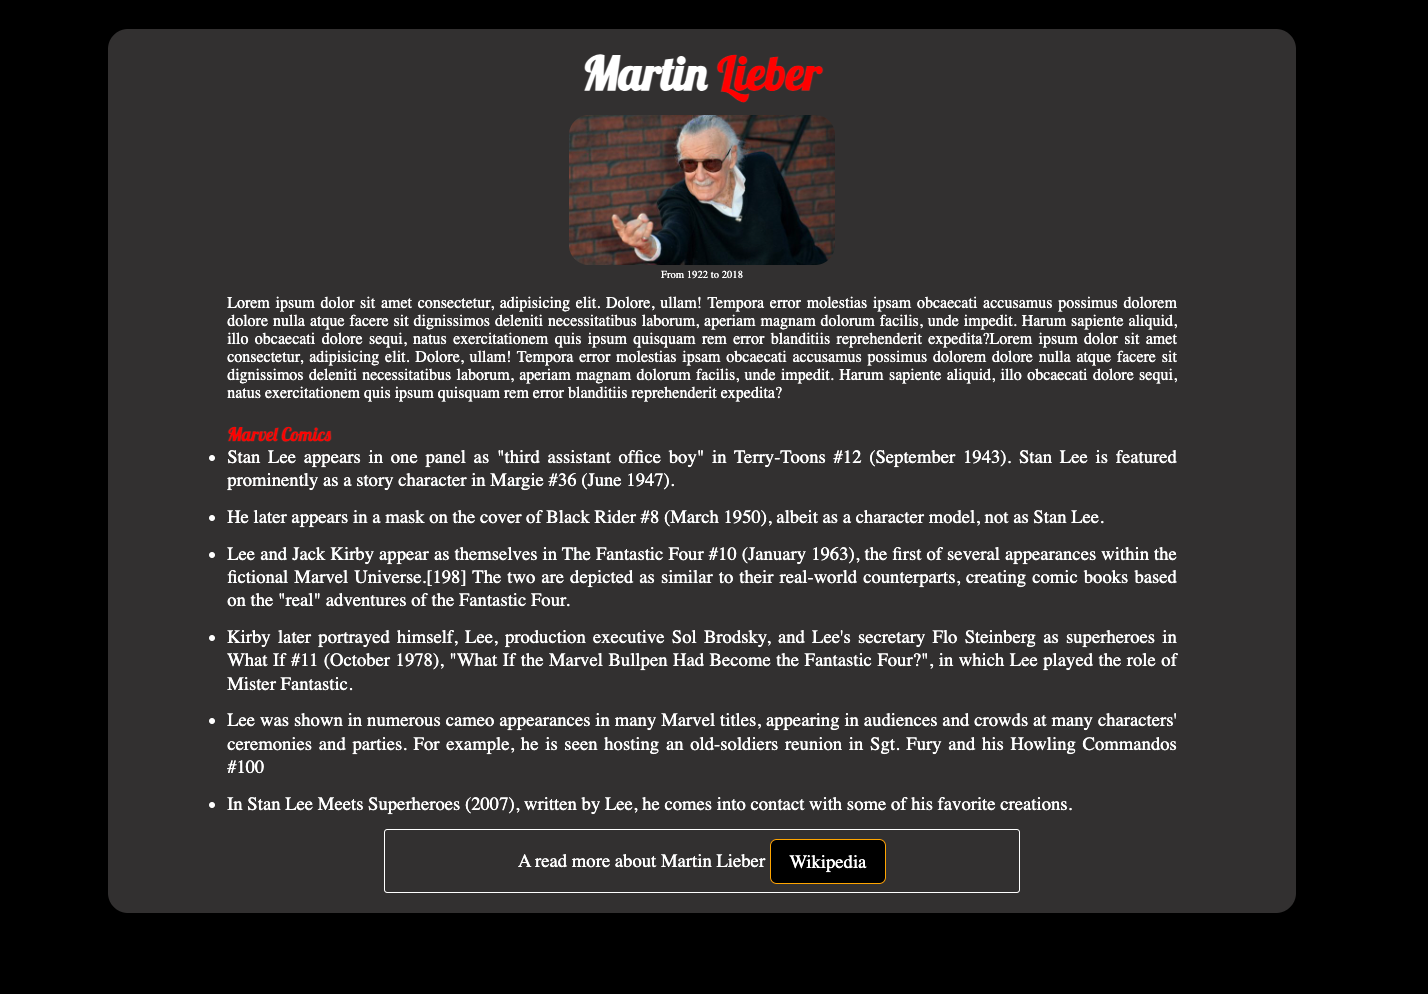 Martin Lieber
From 1922 to 2018
Lorem ipsum dolor sit amet consectetur, adipisicing elit. Dolore, ullam! Tempora error molestias ipsam obcaecati accusamus possimus dolorem
dolore nulla atque facere sit dignissimos deleniti necessitatibus laborum, aperiam magnam dolorum facilis, unde impedit. Harum sapiente aliquid,
illo obcaecati dolore sequi, natus exercitationem quis ipsum quisquam rem error blanditiis reprehenderit expedita?Lorem ipsum dolor sit amet
consectetur, adipisicing elit. Dolore, ullam! Tempora error molestias ipsam obcaecati accusamus possimus dolorem dolore nulla atque facere sit
dignissimos deleniti necessitatibus laborum, aperiam magnam dolorum facilis, unde impedit. Harum sapiente aliquid, illo obcaecati dolore sequi,
natus exercitationem quis ipsum quisquam rem error blanditiis reprehenderit expedita?
Marvel Comics
• Stan Lee appears in one panel as "third assistant office boy" in Terry-Toons #12 (September 1943). Stan Lee is featured
prominently as a story character in Margie #36 (June 1947).
• He later appears in a mask on the cover of Black Rider #8 (March 1950), albeit as a character model, not as Stan Lee.
• Lee and Jack Kirby appear as themselves in The Fantastic Four #10 (January 1963), the first of several appearances within the
fictional Marvel Universe.[198] The two are depicted as similar to their real-world counterparts, creating comic books based
on the "real" adventures of the Fantastic Four.
• Kirby later portrayed himself, Lee, production executive Sol Brodsky, and Lee's secretary Flo Steinberg as superheroes in
What If #11 (October 1978), "What If the Marvel Bullpen Had Become the Fantastic Four?", in which Lee played the role of
Mister Fantastic.
• Lee was shown in numerous cameo appearances in many Marvel titles, appearing in audiences and crowds at many characters'
ceremonies and parties. For example, he is seen hosting an old-soldiers reunion in Sgt. Fury and his Howling Commandos
#100
• In Stan Lee Meets Superheroes (2007), written by Lee, he comes into contact with some of his favorite creations.
A read more about Martin Lieber Wikipedia